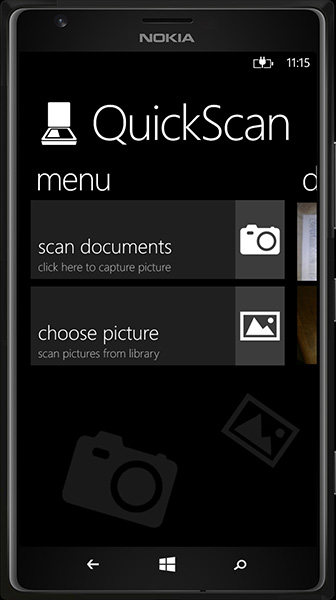 NOKIA
11:15
QuickScan
menu
d
scan documents
click here to capture picture
choose picture
scan pictures from library